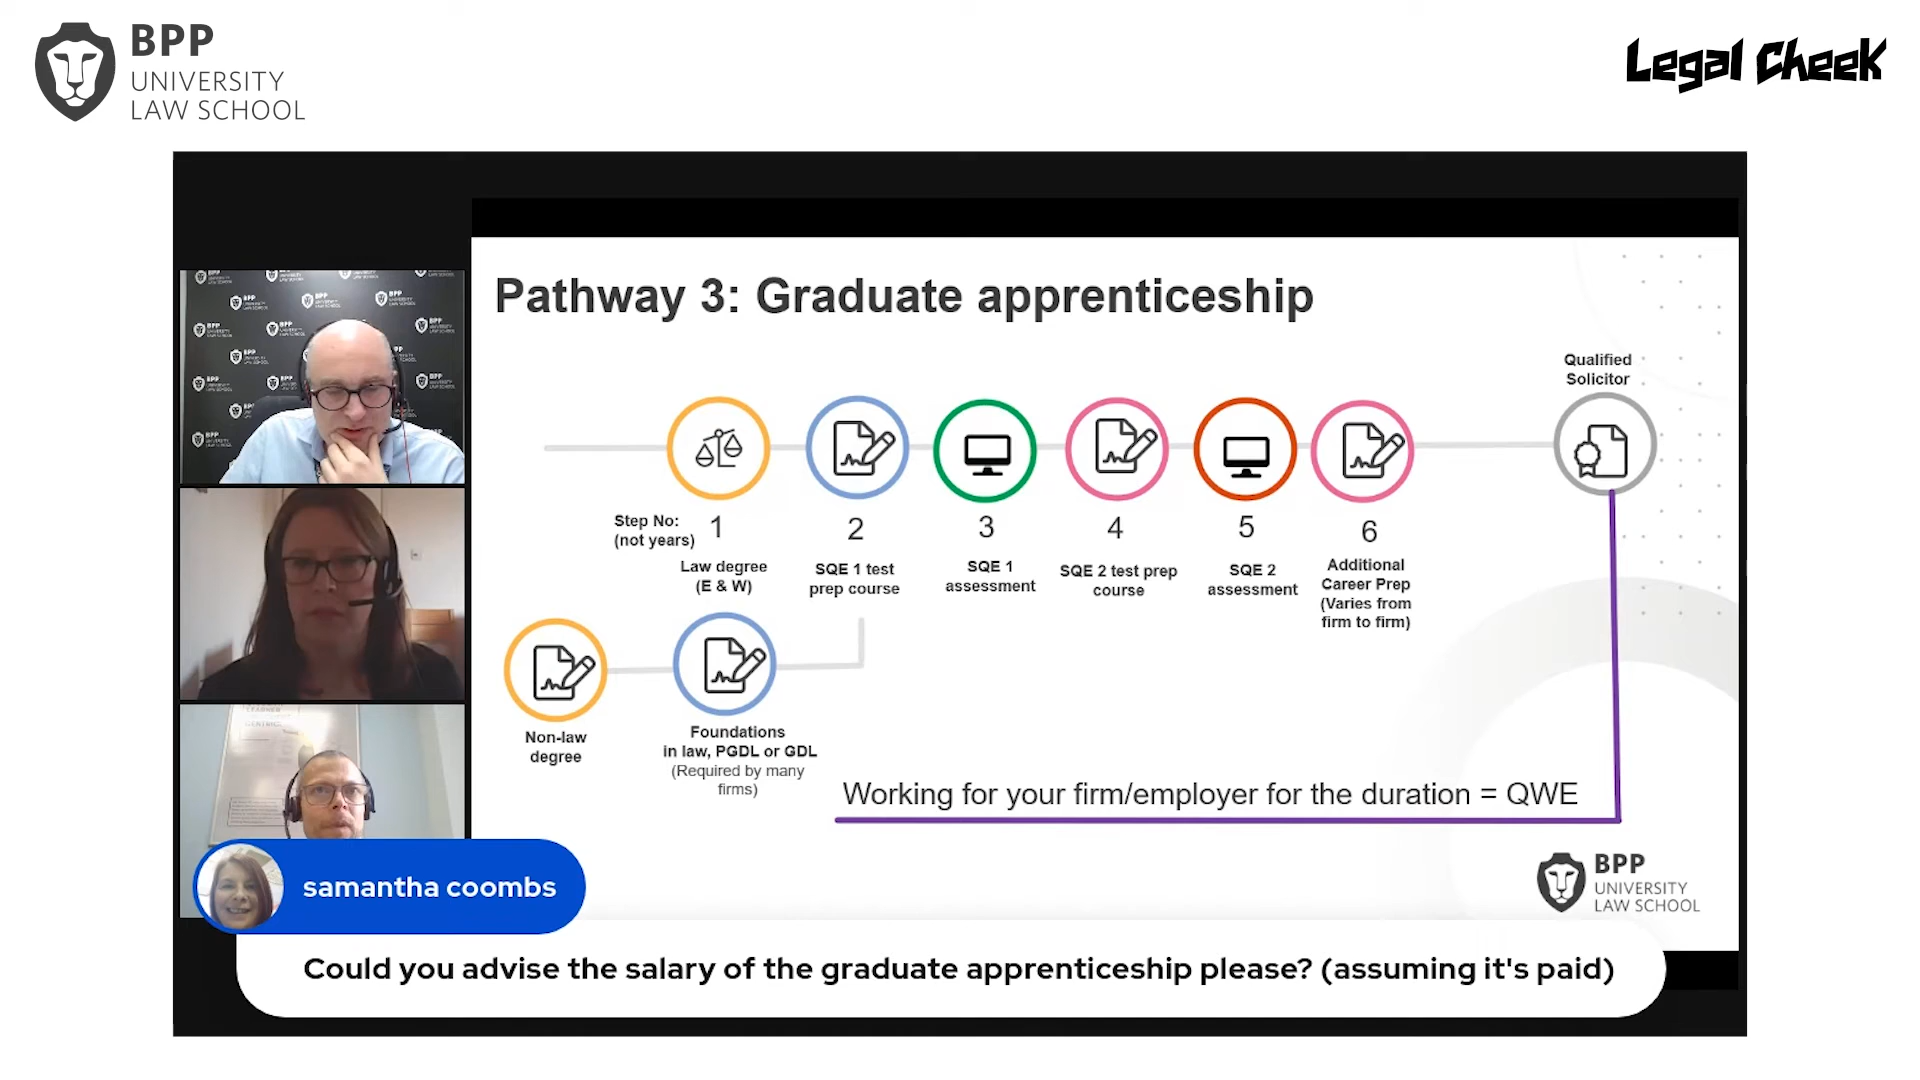 BPP
UNIVERSITY
LAW SCHOOL
Legal Cheek
Pathway 3: Graduate apprenticeship
Qualified
Solicitor
Step No:
(not years)
1
2
3
4
5
6
Law degree
(E & W)
SQE 1 test
prep course
SQE 1
assessment
SQE 2 test prep
course
SQE 2
assessment
Additional
Career Prep
(Varies from
firm to firm)
Non-law
degree
Foundations
in law, PGDL or GDL
(Required by many
firms)
Working for your firm/employer for the duration = QWE
BPP
UNIVERSITY
LAW SCHOOL
samantha coombs
Could you advise the salary of the graduate apprenticeship please? (assuming it's paid)